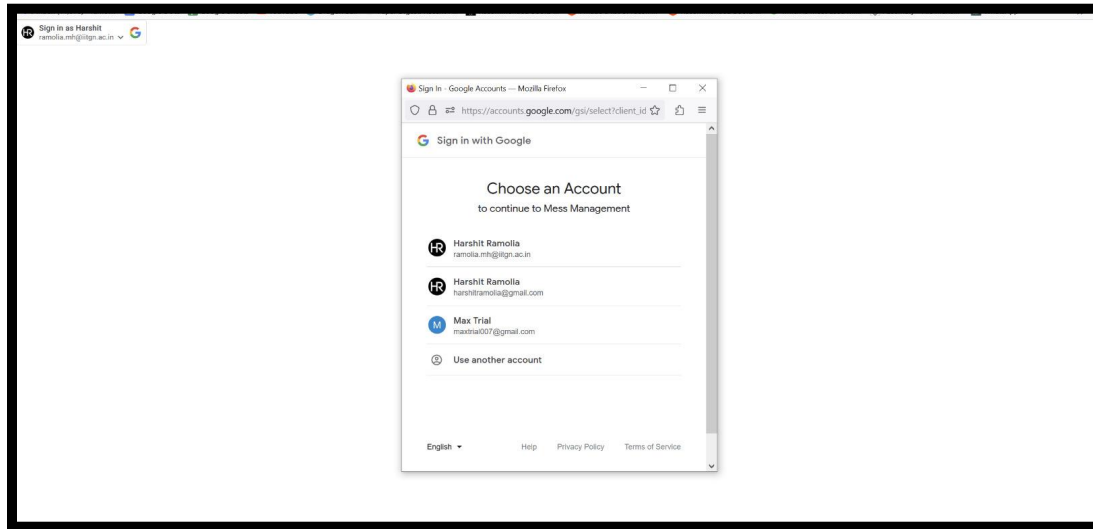 Sign in as Harshit
ramolia.mh@iitgn.ac.in
Sign In - Google Accounts — Mozilla Firefox
https://accounts.google.com/gsi/select?client_id
Sign in with Google
Choose an Account
to continue to Mess Management
HR
Harshit Ramolia
ramolia.mh@iitgn.ac.in
HR
Harshit Ramolia
harshitramolia@gmail.com
M
Max Trial
maxtrial007@gmail.com
Use another account
English
Help Privacy Policy Terms of Service